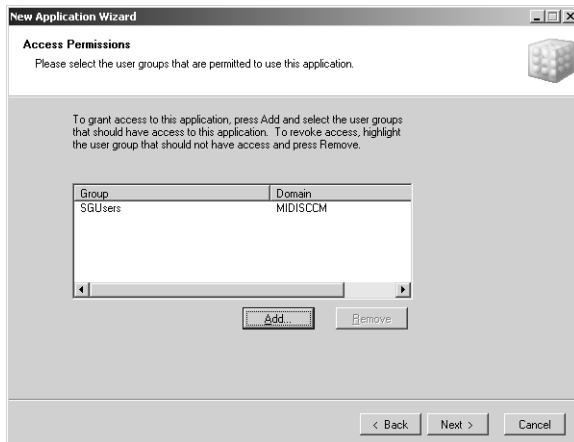 New Application Wizard
Access Permissions
Please select the user groups that are permitted to use this application.
To grant access to this application, press Add and select the user groups
that should have access to this application. To revoke access, highlight
the user group that should not have access and press Remove.
Group Domain
SGUsers MIDISCCM
Add... Remove
< Back Next > Cancel